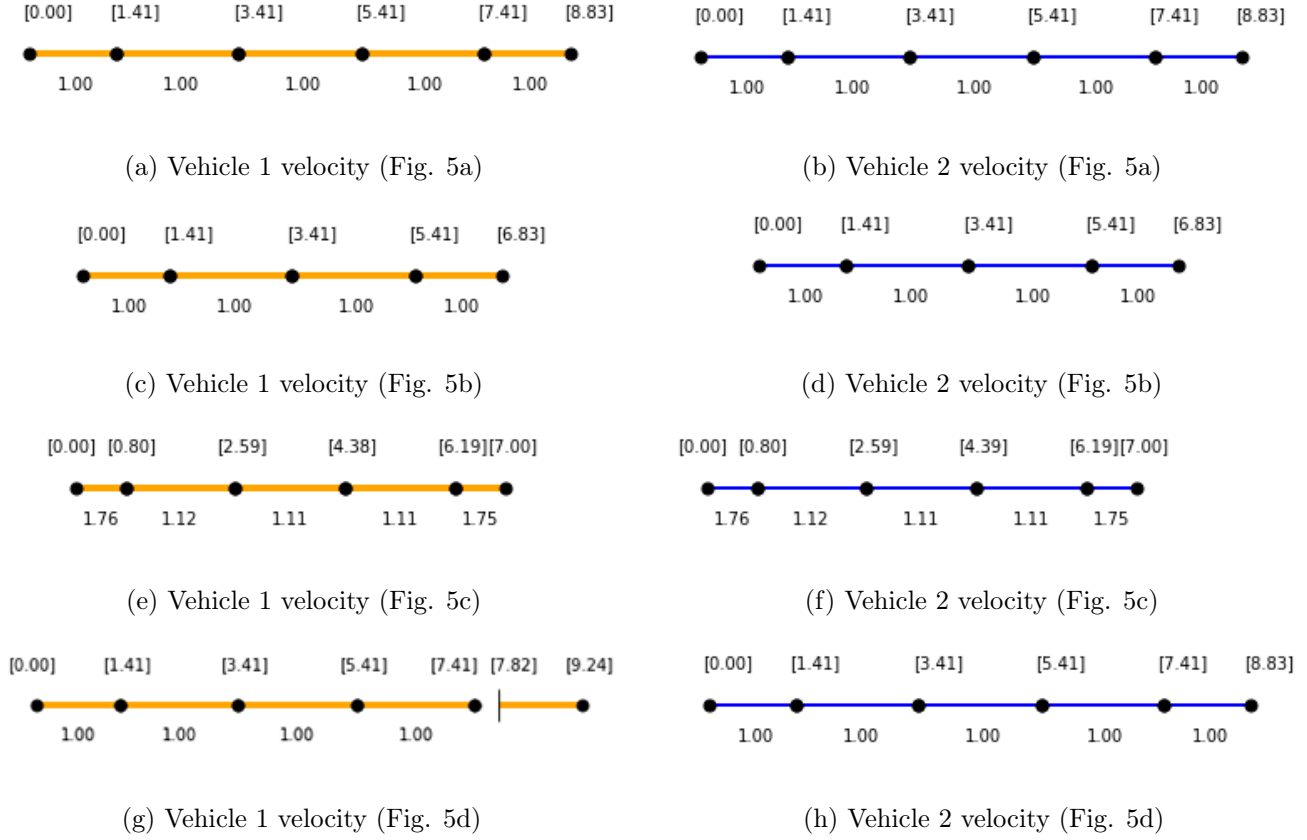 [0.00] [1.41] [3.41] [5.41] [7.41] [8.83]
1.00 1.00 1.00 1.00 1.00
(a) Vehicle 1 velocity (Fig. 5a)
[0.00] [1.41] [3.41] [5.41] [7.41] [8.83]
1.00 1.00 1.00 1.00 1.00
(b) Vehicle 2 velocity (Fig. 5a)
[0.00] [1.41] [3.41] [5.41] [6.83]
1.00 1.00 1.00 1.00
(c) Vehicle 1 velocity (Fig. 5b)
[0.00] [1.41] [3.41] [5.41] [6.83]
1.00 1.00 1.00 1.00
(d) Vehicle 2 velocity (Fig. 5b)
[0.00] [0.80] [2.59] [4.38] [6.19][7.00]
1.76 1.12 1.11 1.11 1.75
(e) Vehicle 1 velocity (Fig. 5c)
[0.00] [0.80] [2.59] [4.39] [6.19][7.00]
1.76 1.12 1.11 1.11 1.75
(f) Vehicle 2 velocity (Fig. 5c)
[0.00] [1.41] [3.41] [5.41] [7.41] [7.82] [9.24]
1.00 1.00 1.00 1.00
(g) Vehicle 1 velocity (Fig. 5d)
[0.00] [1.41] [3.41] [5.41] [7.41] [8.83]
1.00 1.00 1.00 1.00 1.00
(h) Vehicle 2 velocity (Fig. 5d)